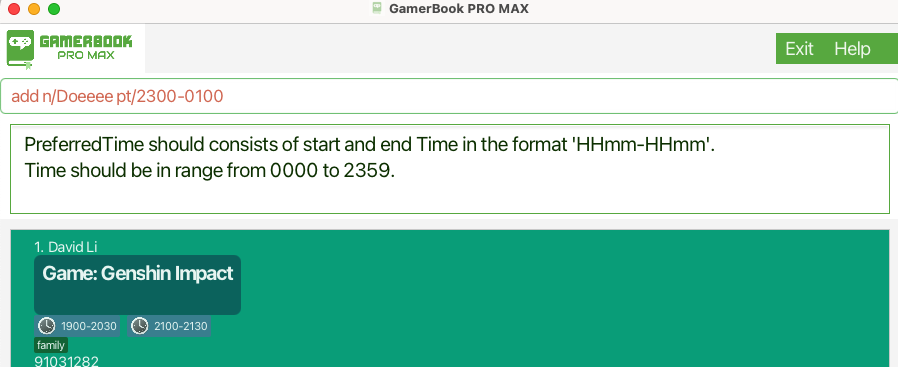 GamerBook PRO MAX
GAMERBOOK
PRO MAX
Exit Help
add n/Doeeee pt/2300-0100
PreferredTime should consists of start and end Time in the format 'HHmm-HHmm'.
Time should be in range from 0000 to 2359.
1. David Li
Game: Genshin Impact
1900-2030 2100-2130
family
91031282